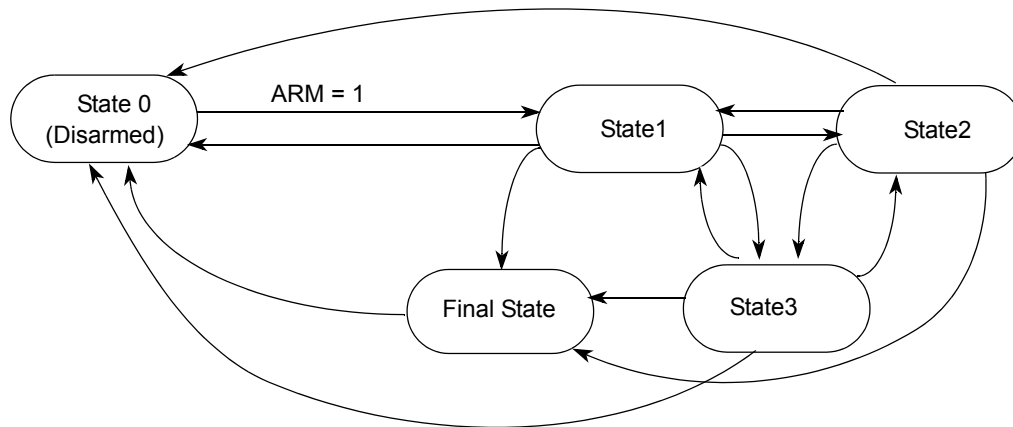 State 0
(Disarmed)
ARM = 1
State1
State2
Final State
State3